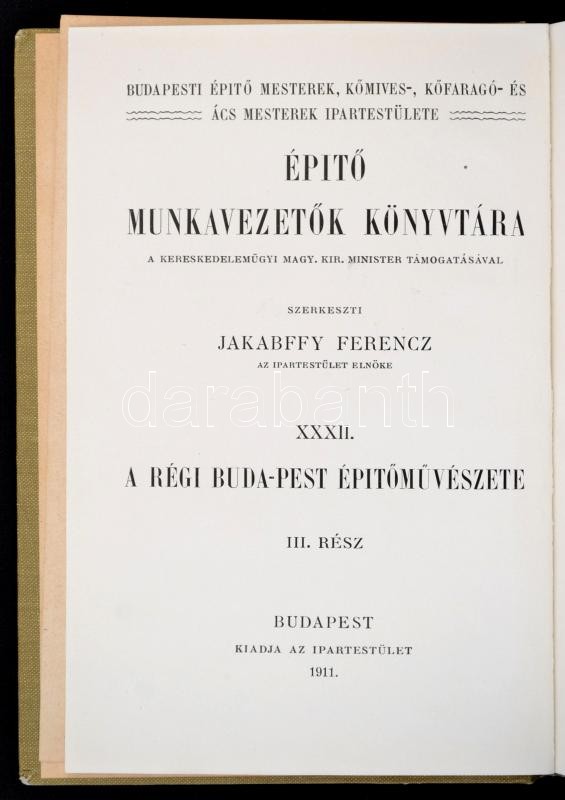 BUDAPESTI ÉPITŐ MESTEREK, KŐMIVES-, KŐFARAGÓ- ÉS
ÁCS MESTEREK IPARTESTÜLETE
ÉPITŐ
MUNKAVEZETŐK KÖNYVTÁRA
A KERESKEDELEMŰGYI MAGY. KIR. MINISTER TÁMOGATÁSÁVAL
SZERKESZTI
JAKABFFY FERENCZ
AZ IPARTESTÜLET ELNÖKE
darabanth
XXXII.
A RÉGI BUDA-PEST ÉPITŐMŰVÉSZETE
III. RÉSZ
BUDAPEST
KIADJA AZ IPARTESTÜLET
1911.